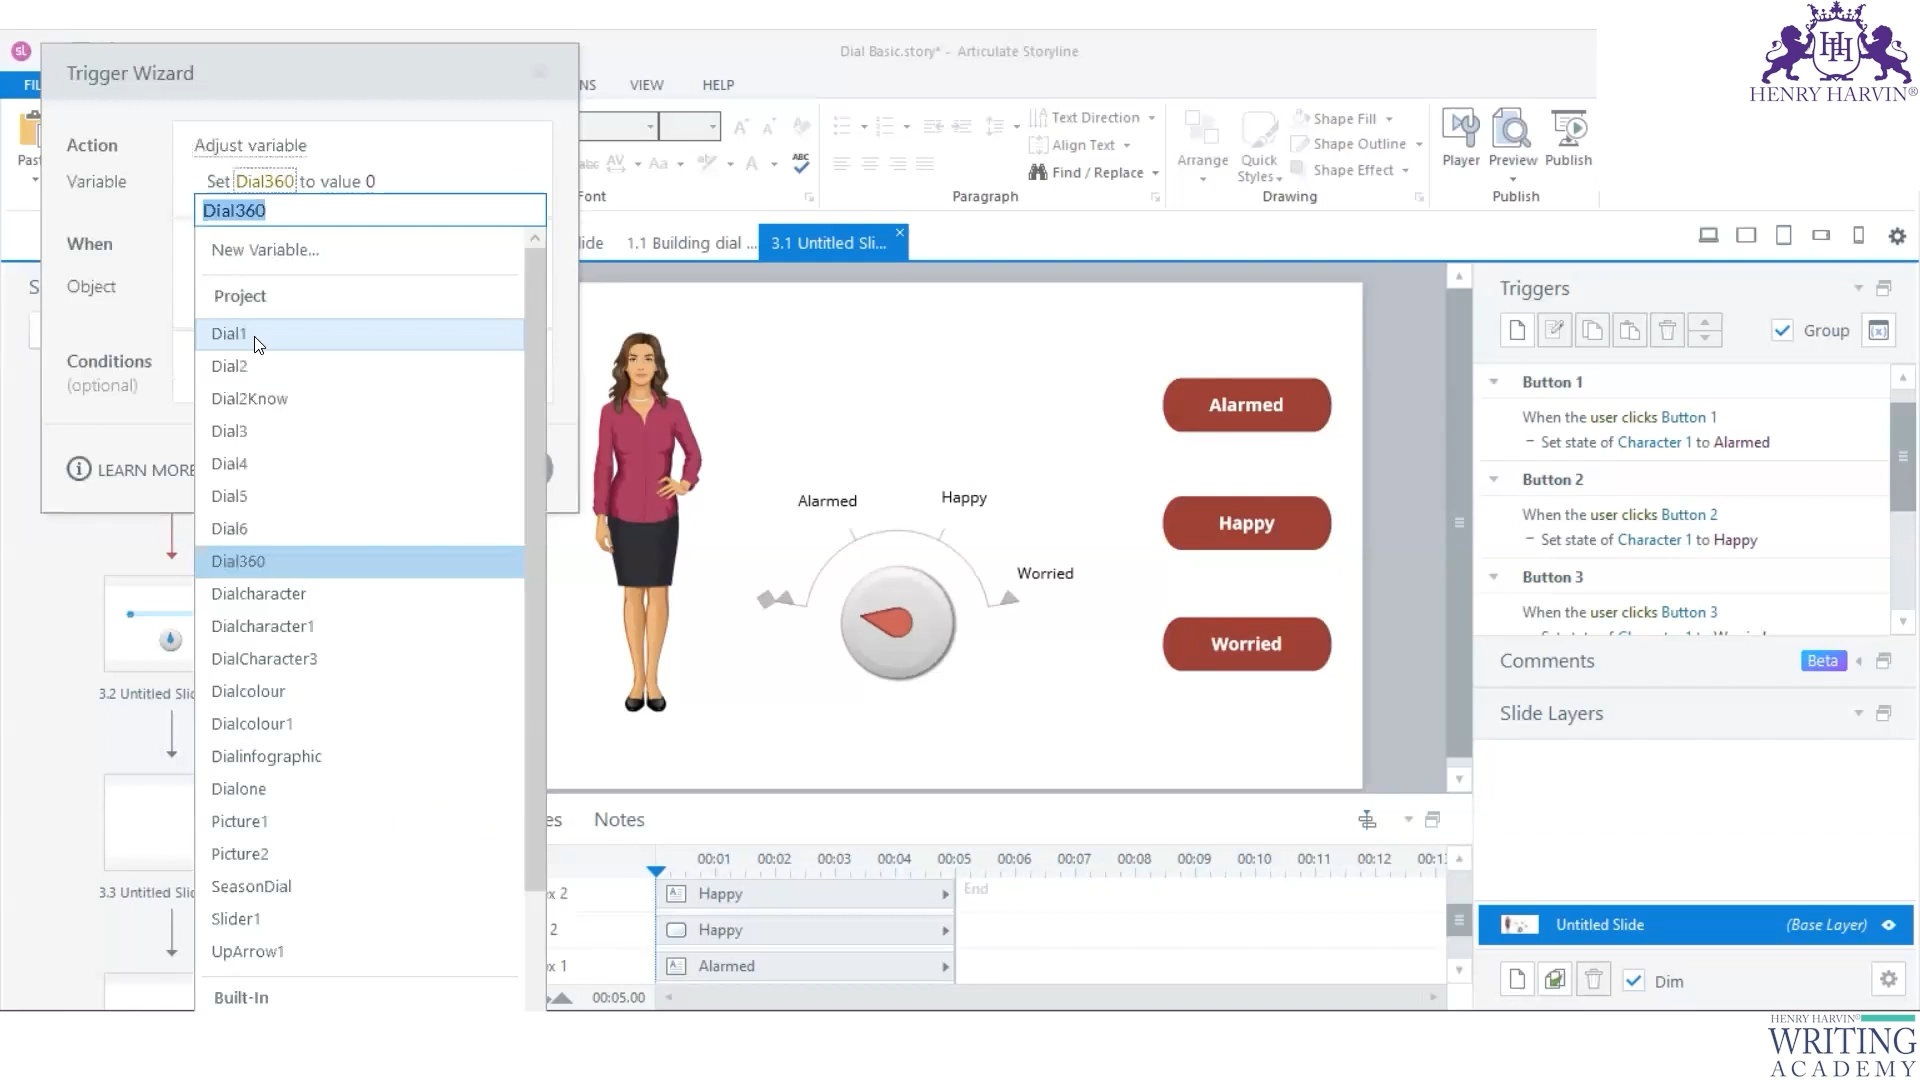 HENRY HARVIN®
sl
Dial Basic.story* - Articulate Storyline
Trigger Wizard
VIEW
HELP
Action
Adjust variable
Variable
Set Dial360 to value 0
Dial360
When
Object
Conditions
(optional)
LEARN MORE
New Variable...
Project
Dial1
Dial2
Dial2Know
Dial3
Dial4
Dial5
Dial6
Dial360
Dialcharacter
Dialcharacter1
DialCharacter3
Dialcolour
Dialcolour1
Dialinfographic
Dialone
Picture1
Picture2
SeasonDial
Slider1
UpArrow1
Built-In
Text Direction
Align Text
Find / Replace
Paragraph
Arrange
Quick
Styles
Shape Fill
Shape Outline
Shape Effect
Drawing
Player
Preview
Publish
Publish
1.1 Building dial ...
3.1 Untitled Sli...
3.2 Untitled Slid
3.3 Untitled Slid
Alarmed
Happy
Worried
Alarmed
Happy
Worried
Triggers
Group
Button 1
When the user clicks Button 1
– Set state of Character 1 to Alarmed
Button 2
When the user clicks Button 2
– Set state of Character 1 to Happy
Button 3
When the user clicks Button 3
Comments
Beta
Slide Layers
Untitled Slide
(Base Layer)
Dim
Notes
00:01 00:02 00:03 00:04 00:05 00:06 00:07 00:08 00:09 00:10 00:11 00:12
x 2
Happy
End
2
Happy
x 1
Alarmed
00:05.00
HENRY HARVIN®
WRITING
ACADEMY